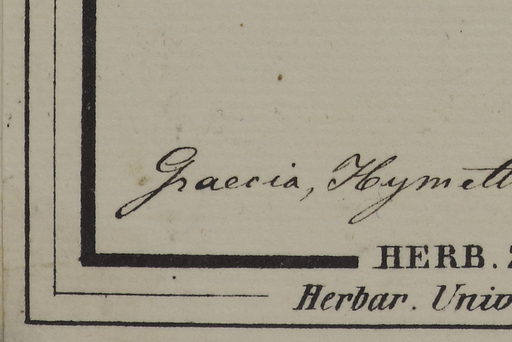 Graecia, Hymett
HERB.
Herbar. Univ